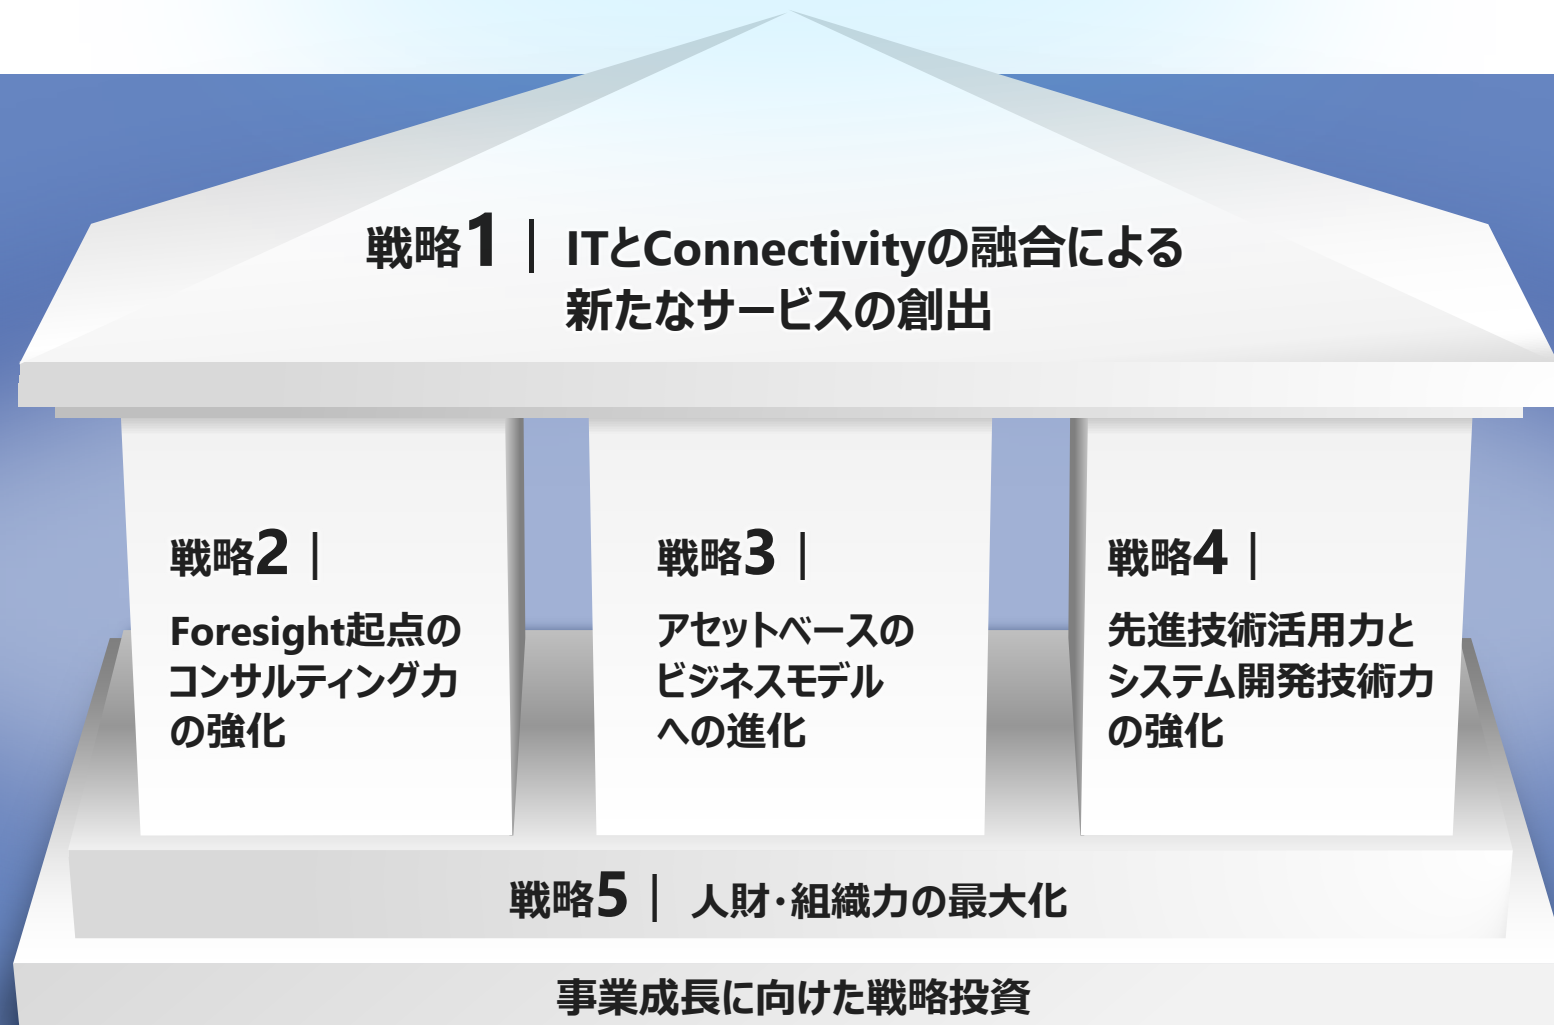 戦略1｜ITとConnectivityの融合による
新たなサービスの創出
戦略2｜
Foresight起点の
コンサルティング力
の強化
戦略3｜
アセットベースの
ビジネスモデル
への進化
戦略4｜
先進技術活用力と
システム開発技術力
の強化
戦略5｜人財・組織力の最大化
事業成長に向けた戦略投資